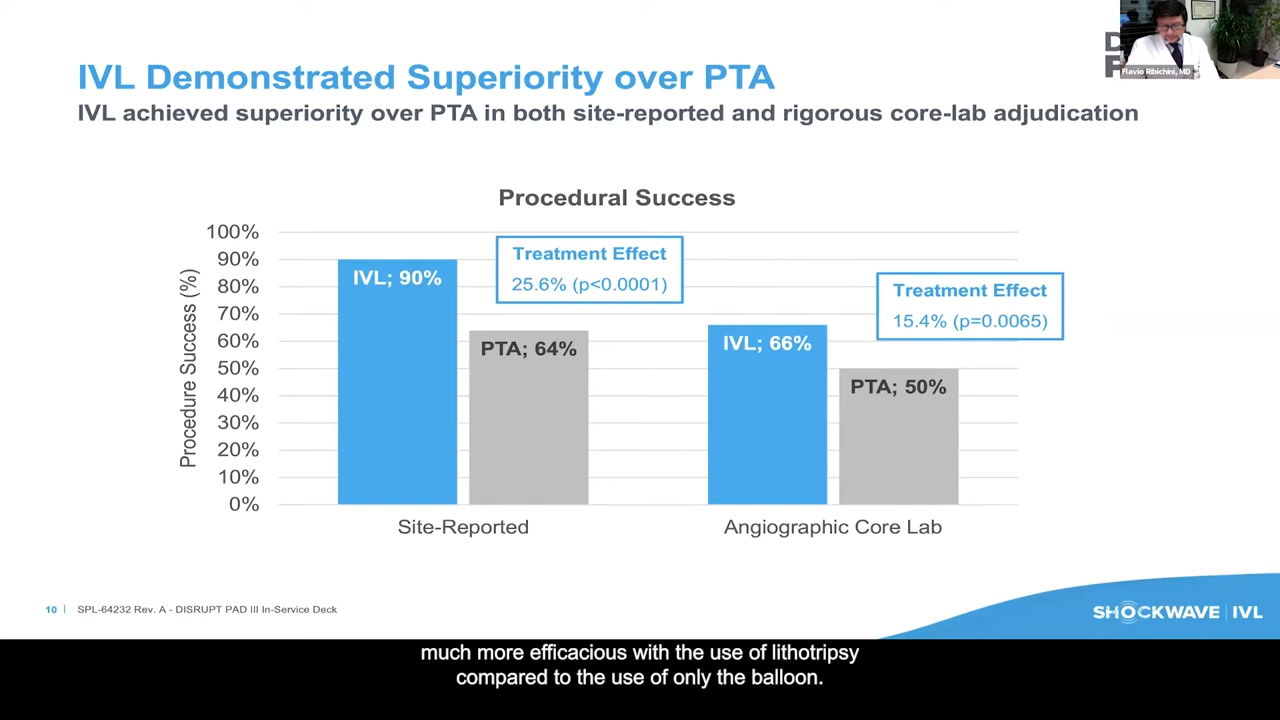 D
F
Flavio Ribichini, MD
IVL Demonstrated Superiority over PTA
IVL achieved superiority over PTA in both site-reported and rigorous core-lab adjudication
Procedural Success
Procedure Success (%)
100%
90%
80%
70%
60%
50%
40%
30%
20%
10%
0%
IVL; 90%
PTA; 64%
Treatment Effect
25.6% (p<0.0001)
IVL; 66%
PTA; 50%
Treatment Effect
15.4% (p=0.0065)
Site-Reported
Angiographic Core Lab
10 | SPL-64232 Rev. A - DISRUPT PAD III In-Service Deck
SHOCKWAVE | IVL
much more efficacious with the use of lithotripsy
compared to the use of only the balloon.